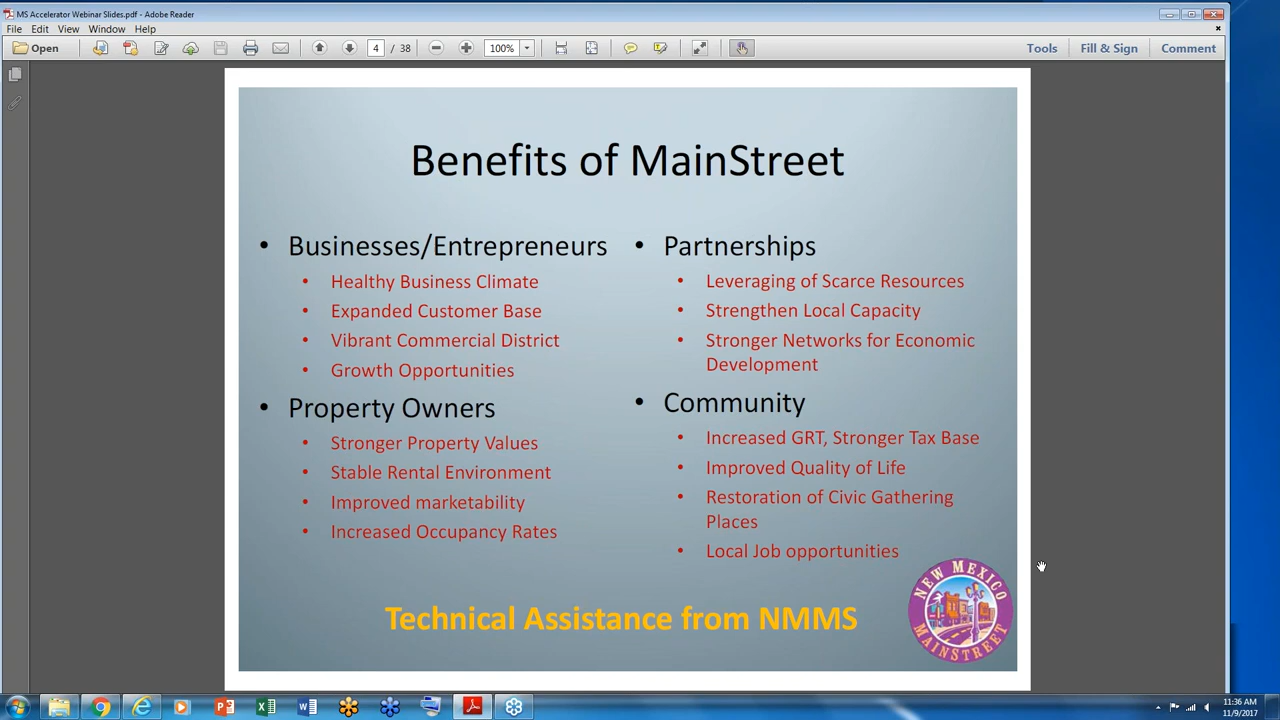 MS Accelerator Webinar Slides.pdf - Adobe Reader
File Edit View Window Help
Open 4 / 38 100% Tools Fill & Sign Comment
Benefits of MainStreet
• Businesses/Entrepreneurs
• Healthy Business Climate
• Expanded Customer Base
• Vibrant Commercial District
• Growth Opportunities
• Property Owners
• Stronger Property Values
• Stable Rental Environment
• Improved marketability
• Increased Occupancy Rates
• Partnerships
• Leveraging of Scarce Resources
• Strengthen Local Capacity
• Stronger Networks for Economic
Development
• Community
• Increased GRT, Stronger Tax Base
• Improved Quality of Life
• Restoration of Civic Gathering
Places
• Local Job opportunities
Technical Assistance from NMMS
NEW MEXICO
MAINSTREET
11:36 AM
11/9/2017